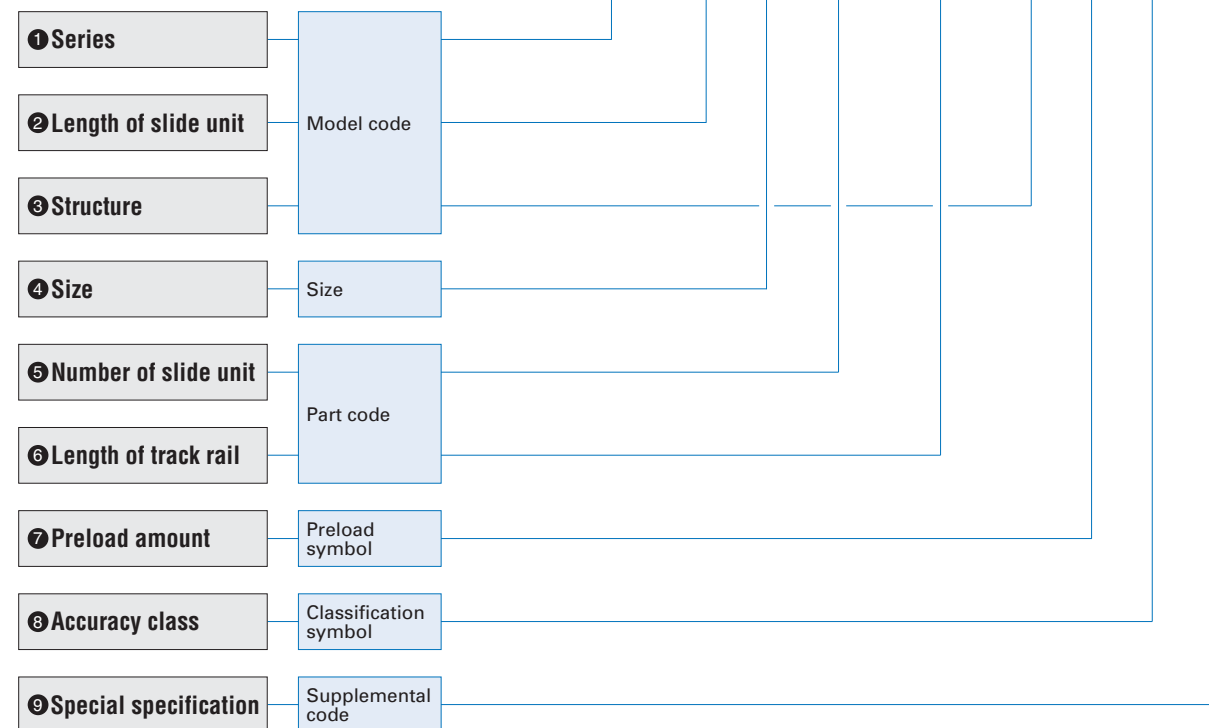 ❶Series
❷Length of slide unit
Model code
❸Structure
❹Size
Size
❺Number of slide unit
Part code
❻Length of track rail
❼Preload amount
Preload
symbol
❽Accuracy class
Classification
symbol
❾Special specification
Supplemental
code